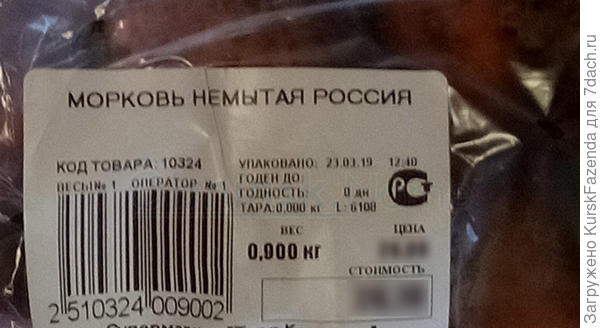 МОРКОВЬ НЕМЫТАЯ РОССИЯ
КОД ТОВАРА: 10324
ВЕСЫ№ 1 ОПЕРАТОР № 1
УПАКОВАНО: 23.03.19 12:40
ГОДЕН ДО:
ГОДНОСТЬ: 0 дн
ТАРА:0,000 кг L: 6108
РСТ
ВЕС
0,900 кг
ЦЕНА
СТОИМОСТЬ
2 510324 009002
Загружено KurskFazenda для 7dach.ru